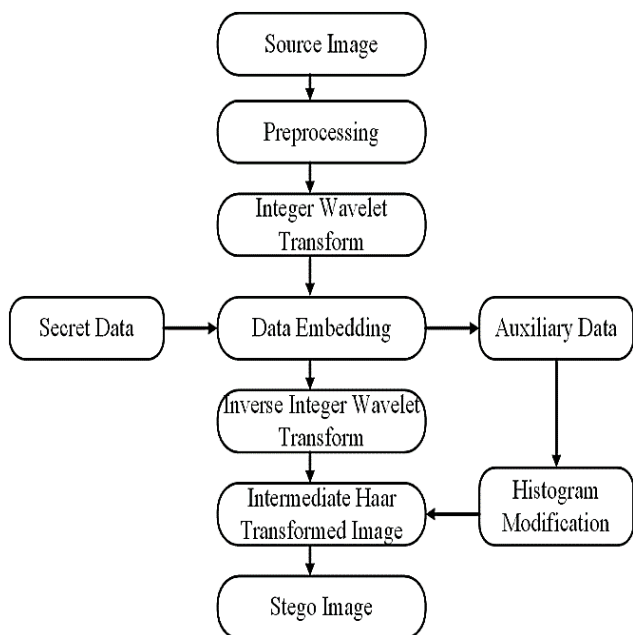 Source Image
Preprocessing
Integer Wavelet
Transform
Secret Data
Data Embedding
Auxiliary Data
Inverse Integer Wavelet
Transform
Intermediate Haar
Transformed Image
Histogram
Modification
Stego Image